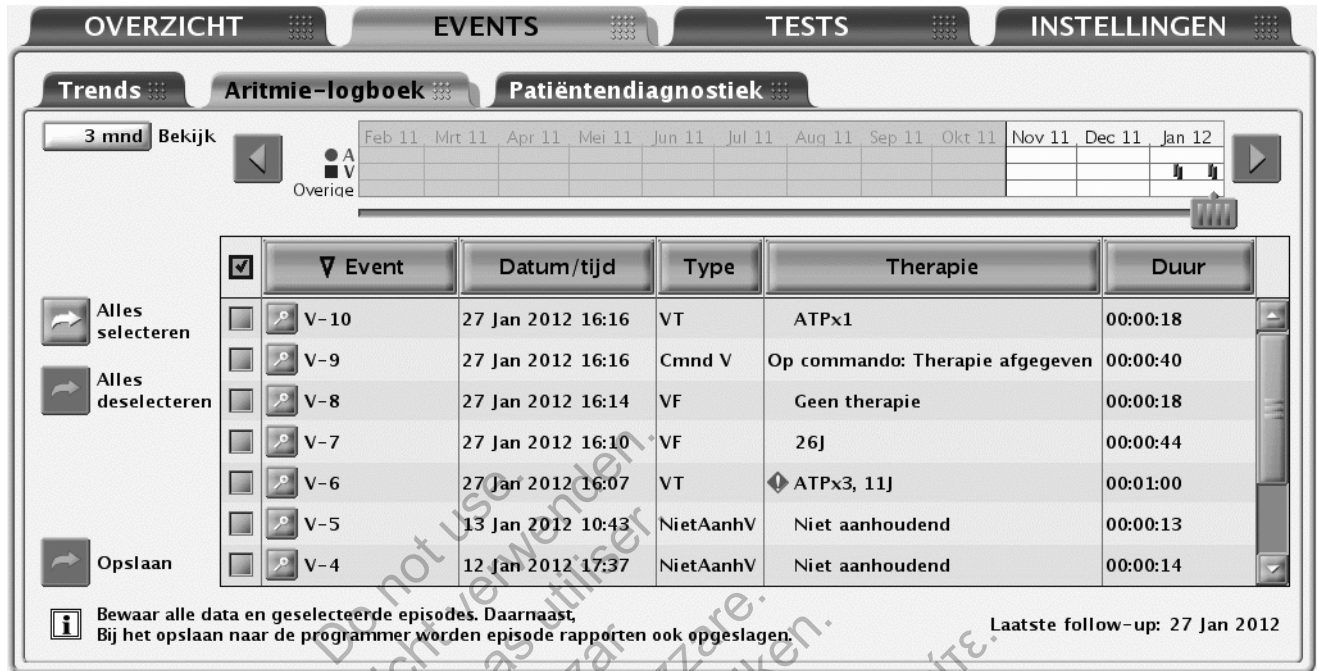 OVERZICHT EVENTS TESTS INSTELLINGEN
Trends Aritmie-logboek Patiëntendiagnostiek
3 mnd Bekijk
Feb 11 Mrt 11 Apr 11 Mei 11 Jun 11 Jul 11 Aug 11 Sep 11 Okt 11 Nov 11 Dec 11 Jan 12
A
V
Overige
Event Datum/tijd Type Therapie Duur
Alles selecteren
Alles deselecteren
Opslaan
V-10 27 Jan 2012 16:16 VT ATPx1 00:00:18
V-9 27 Jan 2012 16:16 Cmnd V Op commando: Therapie afgegeven 00:00:40
V-8 27 Jan 2012 16:14 VF Geen therapie 00:00:18
V-7 27 Jan 2012 16:10 VF 26J 00:00:44
V-6 27 Jan 2012 16:07 VT ATPx3, 11J 00:01:00
V-5 13 Jan 2012 10:43 NietAanhV Niet aanhoudend 00:00:13
V-4 12 Jan 2012 17:37 NietAanhV Niet aanhoudend 00:00:14
i
Bewaar alle data en geselecteerde episodes. Daarnaast,
Bij het opslaan naar de programmer worden episode rapporten ook opgeslagen.
Laatste follow-up: 27 Jan 2012
Do not use.
verwenden.
utiliser